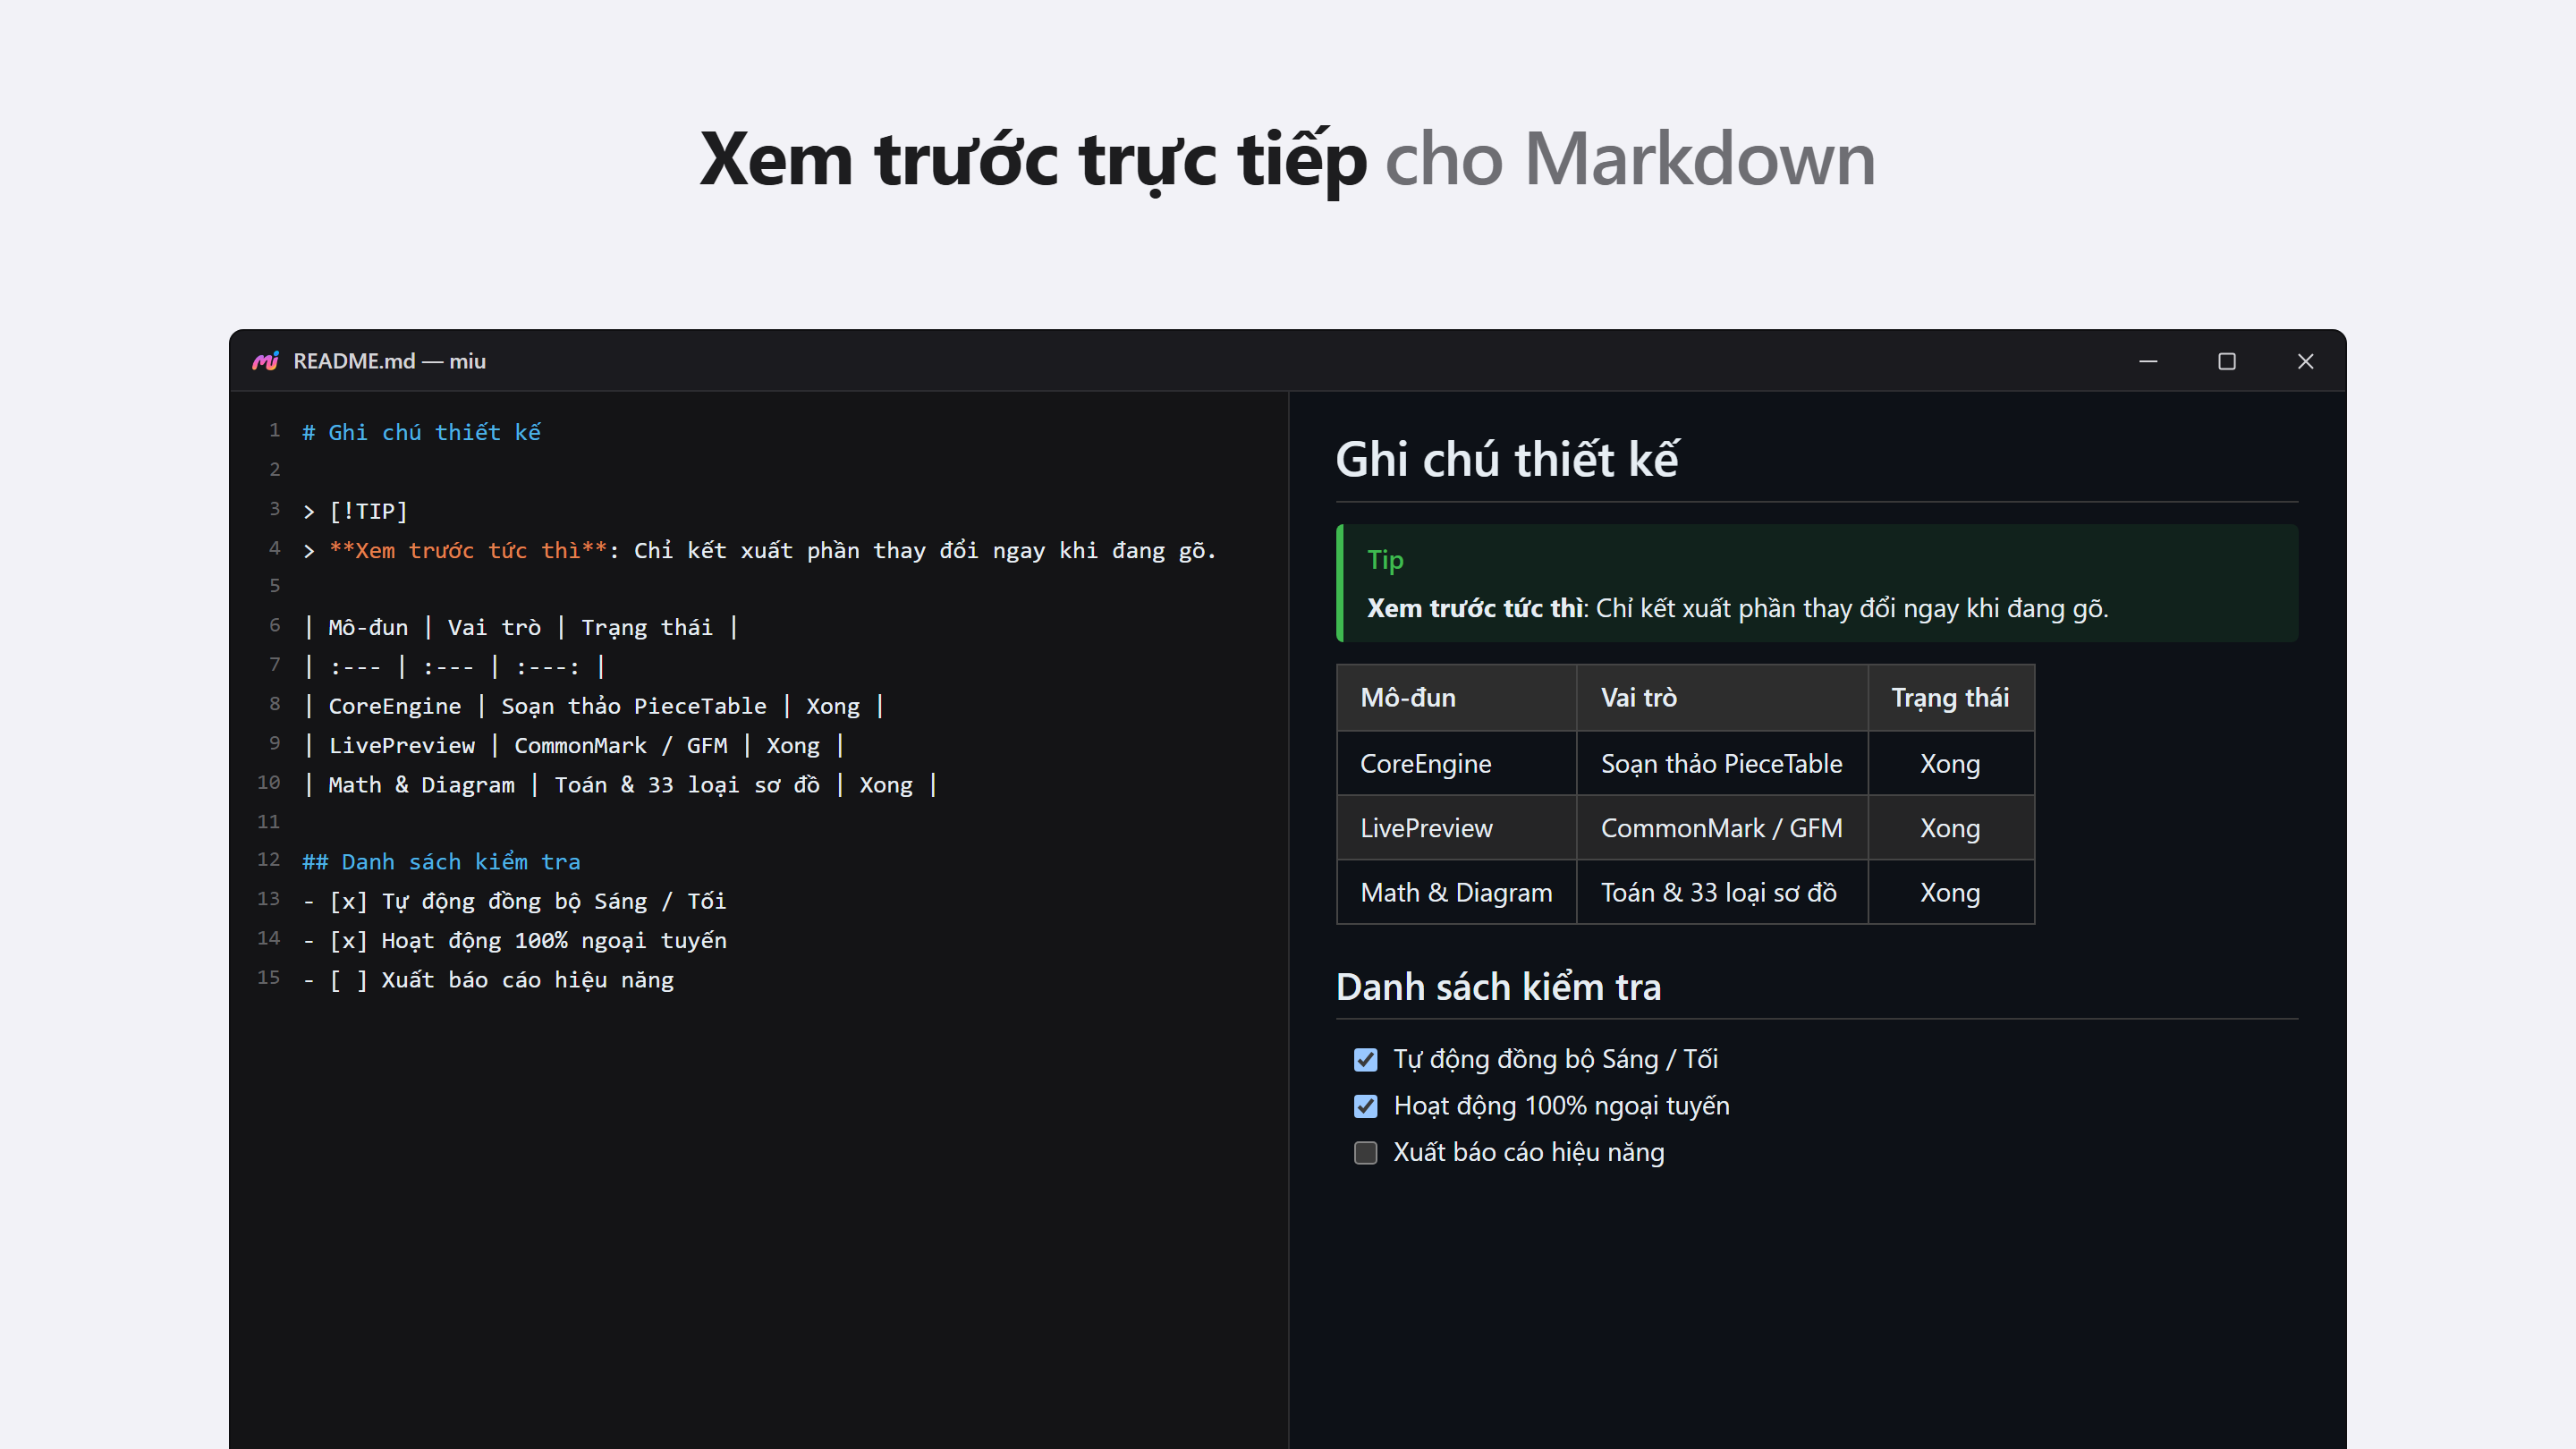 Xem trước trực tiếp cho Markdown
README.md — miu
1 # Ghi chú thiết kế
2
3 > [!TIP]
4 > **Xem trước tức thì**: Chỉ kết xuất phần thay đổi ngay khi đang gõ.
5
6 | Mô-đun | Vai trò | Trạng thái |
7 | :--- | :--- | :---: |
8 | CoreEngine | Soạn thảo PieceTable | Xong |
9 | LivePreview | CommonMark / GFM | Xong |
10 | Math & Diagram | Toán & 33 loại sơ đồ | Xong |
11
12 ## Danh sách kiểm tra
13 - [x] Tự động đồng bộ Sáng / Tối
14 - [x] Hoạt động 100% ngoại tuyến
15 - [ ] Xuất báo cáo hiệu năng
Ghi chú thiết kế
Tip
Xem trước tức thì: Chỉ kết xuất phần thay đổi ngay khi đang gõ.
Mô-đun Vai trò Trạng thái
CoreEngine Soạn thảo PieceTable Xong
LivePreview CommonMark / GFM Xong
Math & Diagram Toán & 33 loại sơ đồ Xong
Danh sách kiểm tra
Tự động đồng bộ Sáng / Tối
Hoạt động 100% ngoại tuyến
Xuất báo cáo hiệu năng